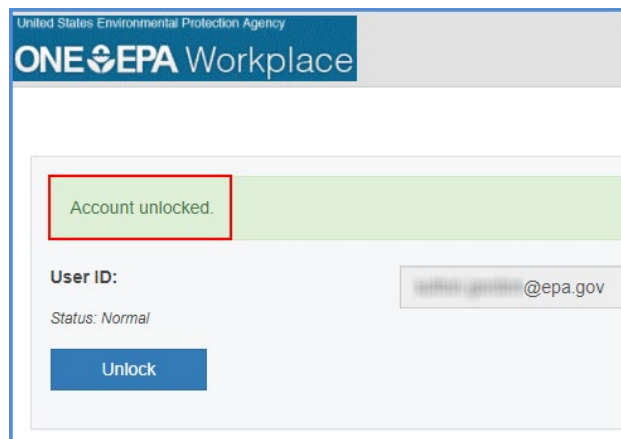 United States Environmental Protection Agency
ONE EPA Workplace
Account unlocked.
User ID:
@epa.gov
Status: Normal
Unlock